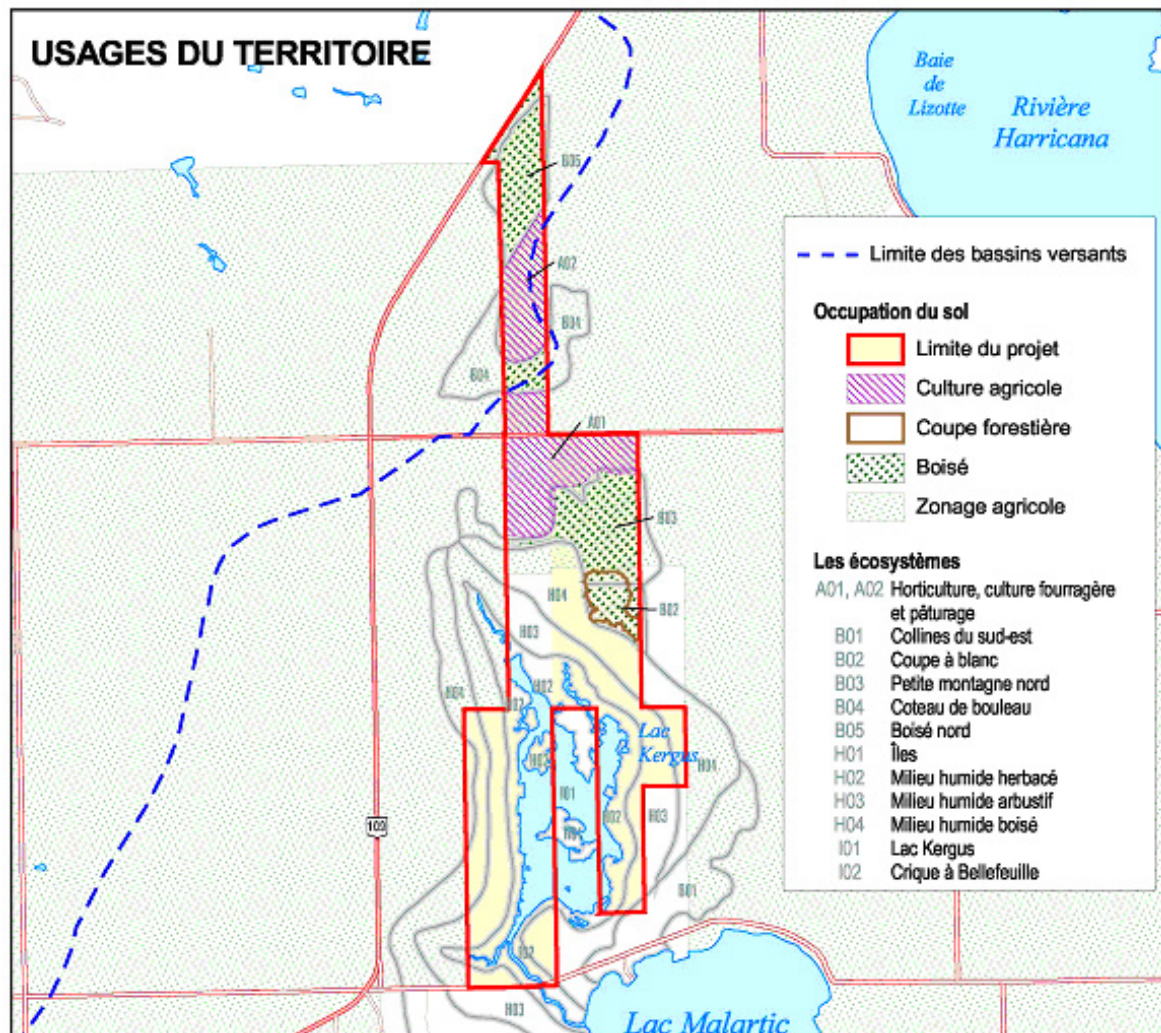 USAGES DU TERRITOIRE
Baie
de
Lizotte
Rivière
Harricana
B05
A02
B04
B04
A01
B03
B02
H04
H03
H04
H02
Lac
Kergus
H04
I01
H02
H03
109
B01
H03
Lac Malartic
Limite des bassins versants
Occupation du sol
Limite du projet
Culture agricole
Coupe forestière
Boisé
Zonage agricole
Les écosystèmes
A01, A02 Horticulture, culture fourragère
et pâturage
B01 Collines du sud-est
B02 Coupe à blanc
B03 Petite montagne nord
B04 Coteau de bouleau
B05 Boisé nord
H01 Îles
H02 Milieu humide herbacé
H03 Milieu humide arbustif
H04 Milieu humide boisé
I01 Lac Kergus
I02 Crique à Bellefeuille